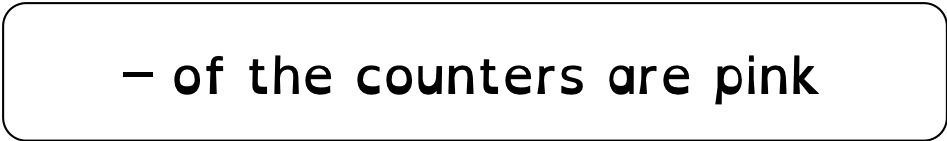 – of the counters are pink